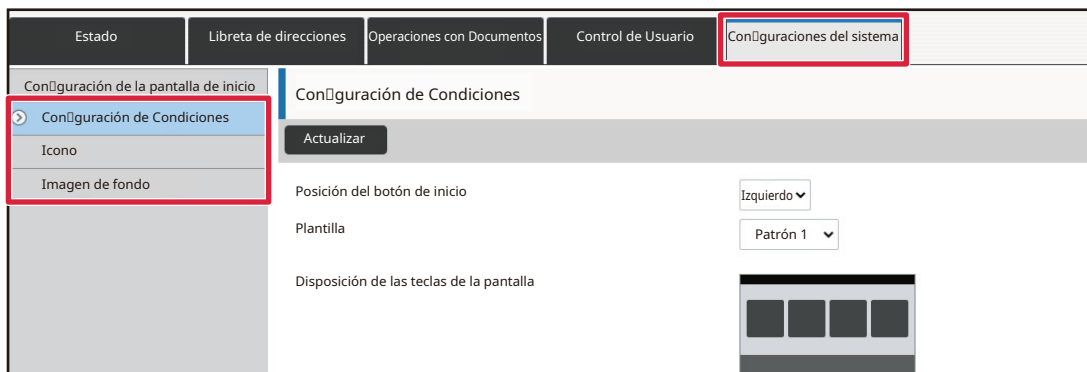 Estado
Libreta de direcciones
Operaciones con Documentos
Control de Usuario
Con▯guraciones del sistema
Con▯guración de la pantalla de inicio
Con▯guración de Condiciones
Icono
Imagen de fondo
Con▯guración de Condiciones
Actualizar
Posición del botón de inicio
Izquierdo
Plantilla
Patrón 1
Disposición de las teclas de la pantalla